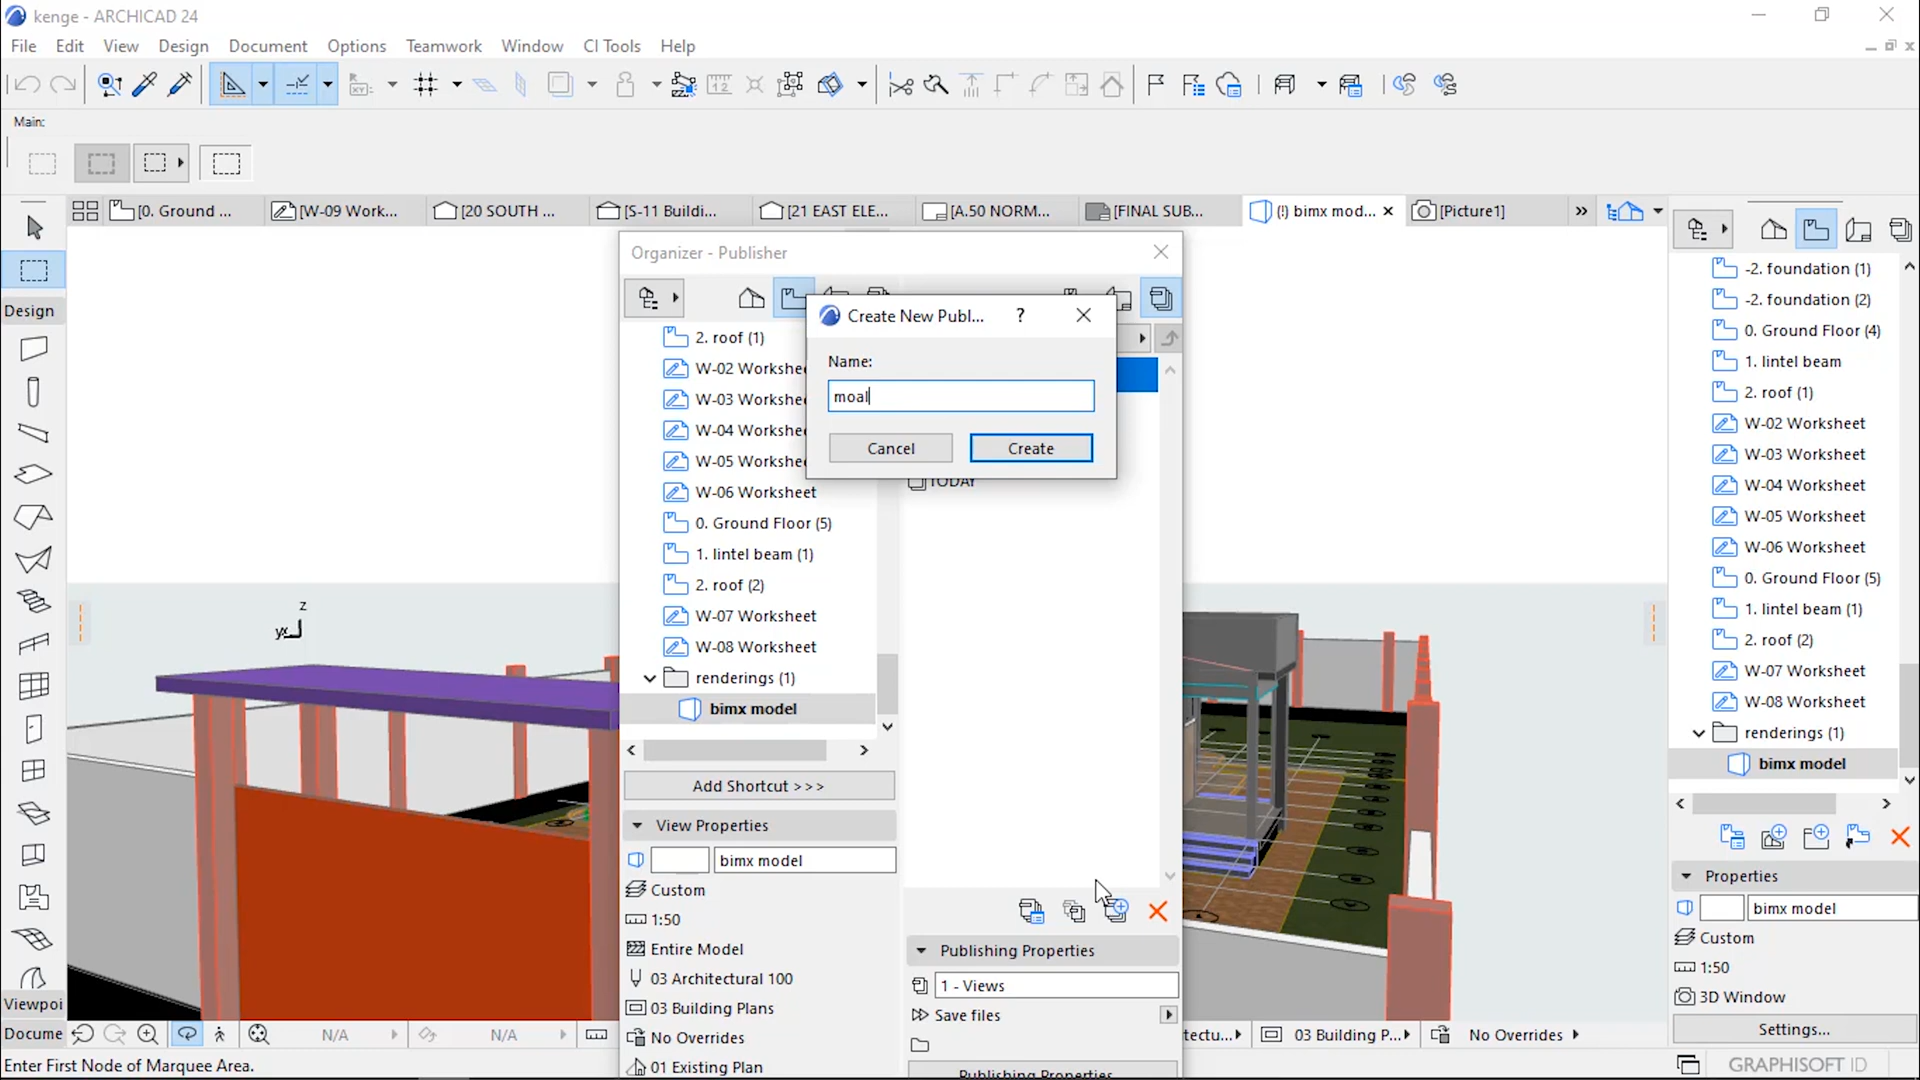 kenge - ARCHICAD 24
File Edit View Design Document Options Teamwork Window CI Tools Help
Main:
[0. Ground ...
[W-09 Work...
[20 SOUTH ...
[S-11 Buildi...
[21 EAST ELE...
[A.50 NORM...
[FINAL SUB...
(!) bimx mod...
[Picture1]
Design
Viewpoi
Docume
Organizer - Publisher
2. roof (1)
W-02 Workshe
W-03 Workshe
W-04 Workshe
W-05 Workshe
W-06 Worksheet
0. Ground Floor (5)
1. lintel beam (1)
2. roof (2)
W-07 Worksheet
W-08 Worksheet
renderings (1)
bimx model
Add Shortcut >>>
View Properties
bimx model
Custom
1:50
Entire Model
03 Architectural 100
03 Building Plans
No Overrides
01 Existing Plan
Create New Publ...
?
Name:
moal
Cancel
Create
TODAY
Publishing Properties
1 - Views
Save files
Publishing Properties
z
yx
-2. foundation (1)
-2. foundation (2)
0. Ground Floor (4)
1. lintel beam
2. roof (1)
W-02 Worksheet
W-03 Worksheet
W-04 Worksheet
W-05 Worksheet
W-06 Worksheet
0. Ground Floor (5)
1. lintel beam (1)
2. roof (2)
W-07 Worksheet
W-08 Worksheet
renderings (1)
bimx model
Properties
bimx model
Custom
1:50
3D Window
Settings...
N/A
N/A
tectu...
03 Building P...
No Overrides
Enter First Node of Marquee Area.
GRAPHISOFT ID